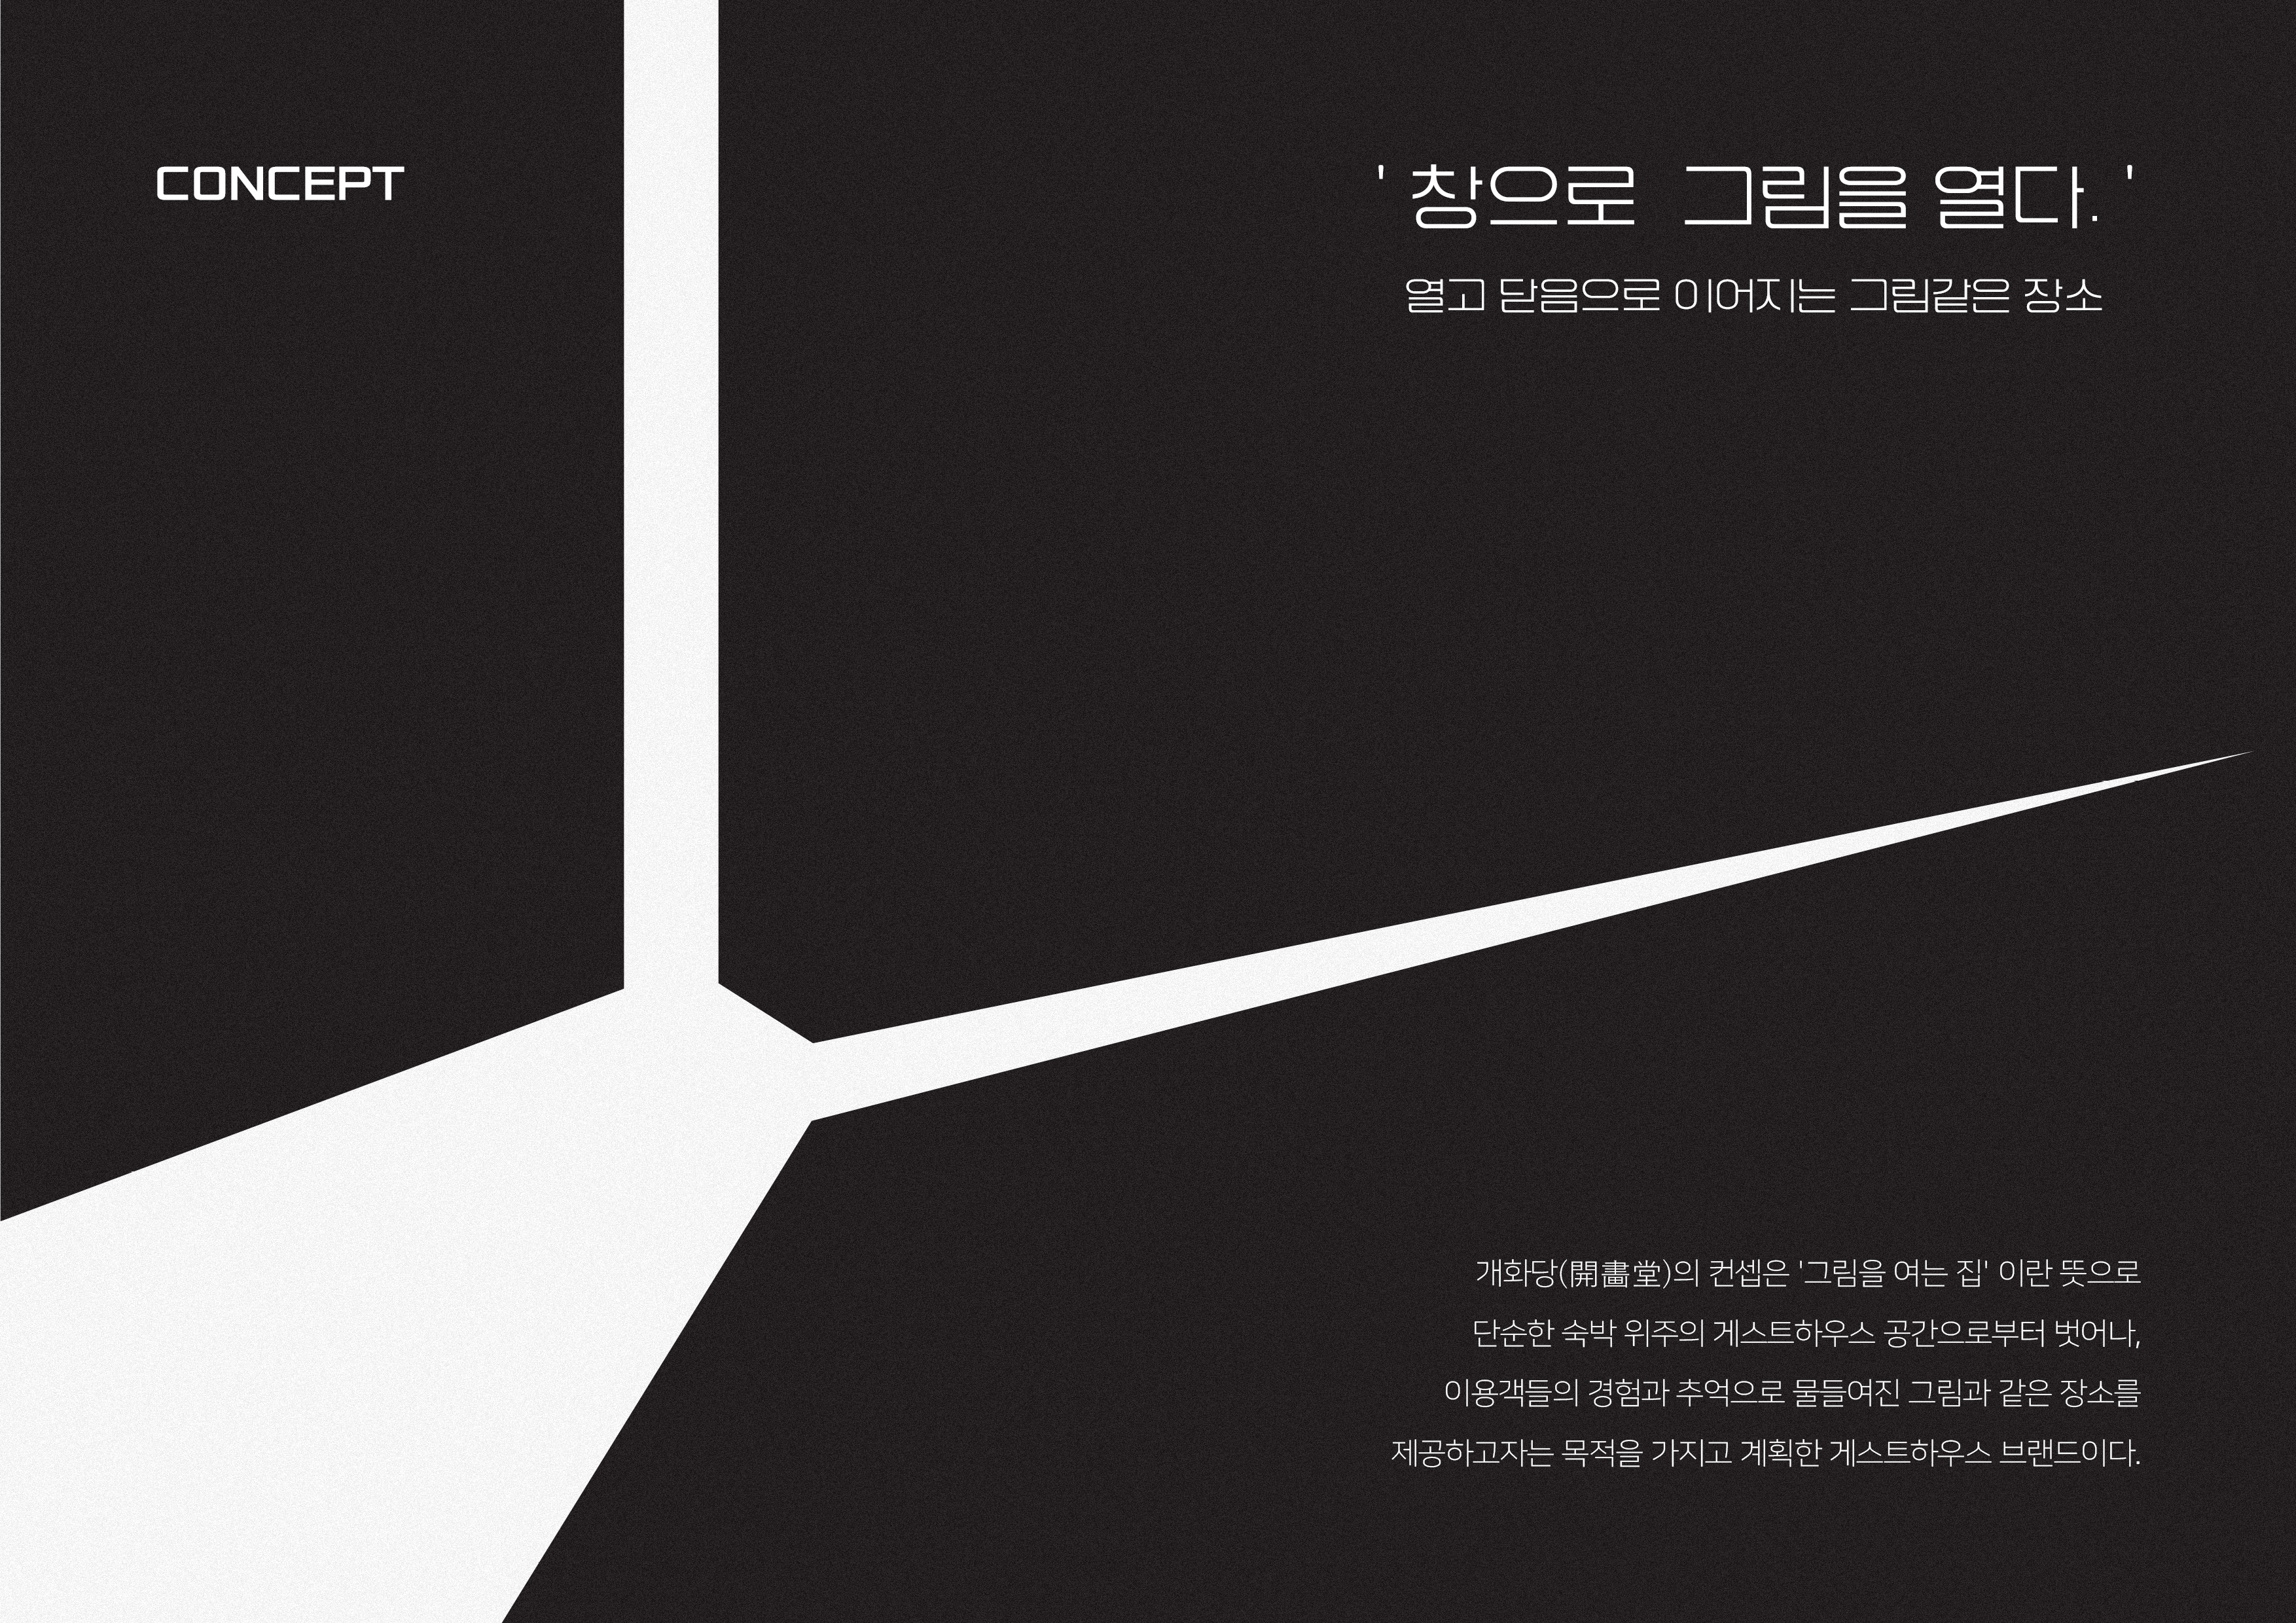 CONCEPT
' 창으로 그림을 열다. '
열고 닫음으로 이어지는 그림같은 장소
개화당(開畵堂)의 컨셉은 '그림을 여는 집' 이란 뜻으로
단순한 숙박 위주의 게스트하우스 공간으로부터 벗어나,
이용객들의 경험과 추억으로 물들여진 그림과 같은 장소를
제공하고자는 목적을 가지고 계획한 게스트하우스 브랜드이다.